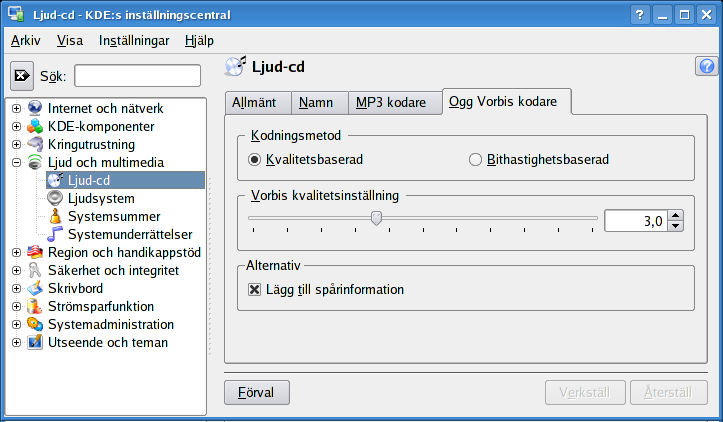 Ljud-cd - KDE:s inställningscentral
Arkiv Visa Inställningar Hjälp
Sök:
Internet och nätverk
KDE-komponenter
Kringutrustning
Ljud och multimedia
Ljud-cd
Ljudsystem
Systemsummer
Systemunderrättelser
Region och handikappstöd
Säkerhet och integritet
Skrivbord
Strömsparfunktion
Systemadministration
Utseende och teman
Ljud-cd
Allmänt Namn MP3 kodare Ogg Vorbis kodare
Kodningsmetod
Kvalitetsbaserad Bithastighetsbaserad
Vorbis kvalitetsinställning
3,0
Alternativ
Lägg till spårinformation
Förval Verkställ Återställ